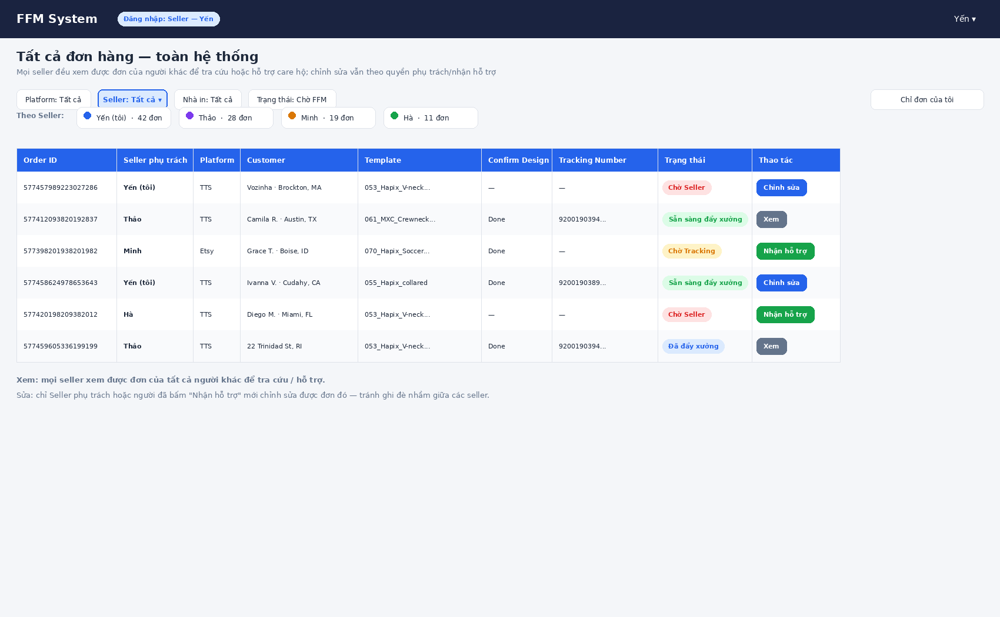 FFM System Đăng nhập: Seller — Yến Yến ▾
Tất cả đơn hàng — toàn hệ thống
Mọi seller đều xem được đơn của người khác để tra cứu hoặc hỗ trợ care hộ; chỉnh sửa vẫn theo quyền phụ trách/nhận hỗ trợ
Platform: Tất cả Seller: Tất cả ▾ Nhà in: Tất cả Trạng thái: Chờ FFM Chỉ đơn của tôi
Theo Seller: Yến (tôi) · 42 đơn Thảo · 28 đơn Minh · 19 đơn Hà · 11 đơn
Order ID Seller phụ trách Platform Customer Template Confirm Design Tracking Number Trạng thái Thao tác
577457989223027286 Yến (tôi) TTS Vozinha · Brockton, MA 053_Hapix_V-neck... — — Chờ Seller Chỉnh sửa
577412093820192837 Thảo TTS Camila R. · Austin, TX 061_MXC_Crewneck... Done 9200190394... Sẵn sàng đẩy xưởng Xem
577398201938201982 Minh Etsy Grace T. · Boise, ID 070_Hapix_Soccer... Done — Chờ Tracking Nhận hỗ trợ
577458624978653643 Yến (tôi) TTS Ivanna V. · Cudahy, CA 055_Hapix_collared Done 9200190389... Sẵn sàng đẩy xưởng Chỉnh sửa
577420198209382012 Hà TTS Diego M. · Miami, FL 053_Hapix_V-neck... — — Chờ Seller Nhận hỗ trợ
577459605336199199 Thảo TTS 22 Trinidad St, RI 053_Hapix_V-neck... Done 9200190394... Đã đẩy xưởng Xem
Xem: mọi seller xem được đơn của tất cả người khác để tra cứu / hỗ trợ.
Sửa: chỉ Seller phụ trách hoặc người đã bấm "Nhận hỗ trợ" mới chỉnh sửa được đơn đó — tránh ghi đè nhầm giữa các seller.